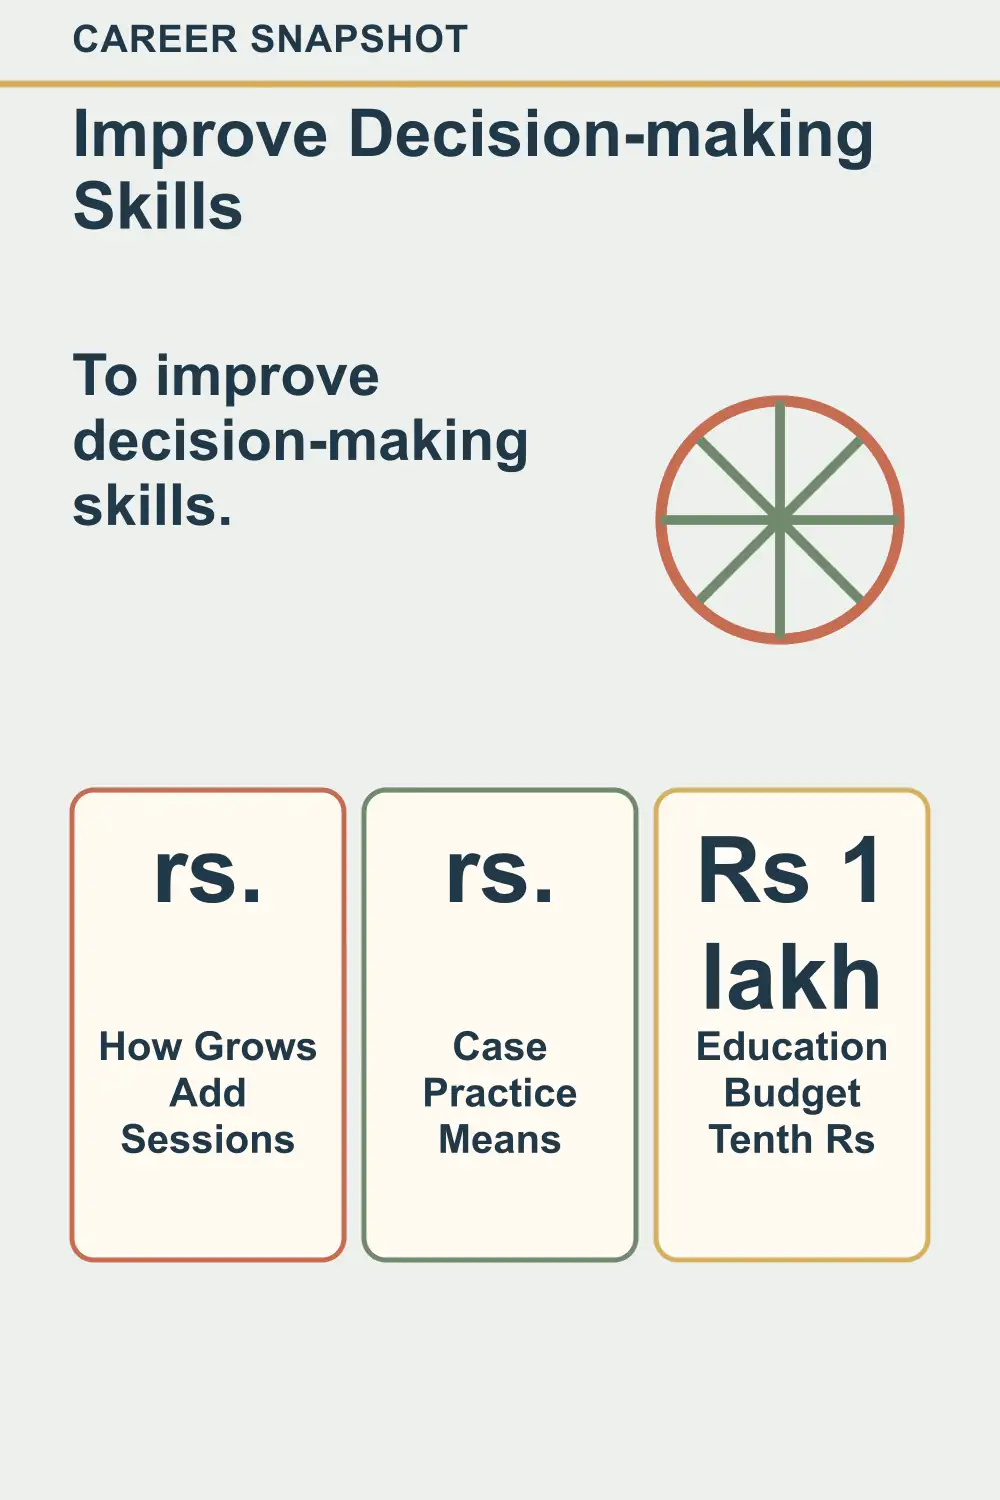 CAREER SNAPSHOT
Improve Decision-making
Skills
To improve
decision-making
skills.
rs.
How Grows
Add
Sessions
rs.
Case
Practice
Means
Rs 1
lakh
Education
Budget
Tenth Rs